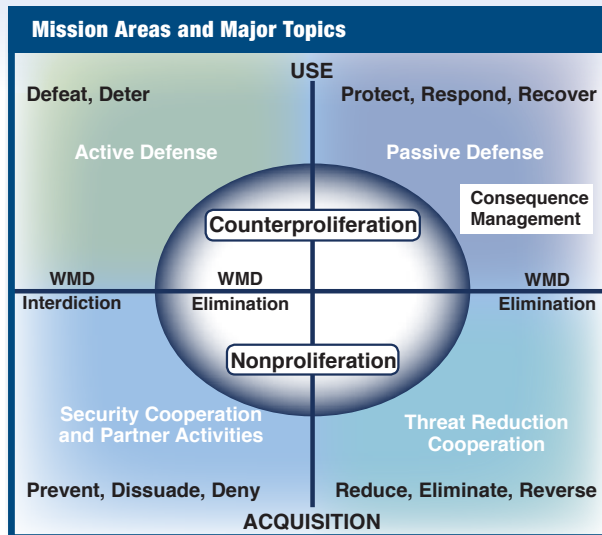 Mission Areas and Major Topics
USE
Defeat, Deter
Protect, Respond, Recover
Active Defense
Passive Defense
Consequence
Management
Counterproliferation
WMD
Interdiction
WMD
Elimination
WMD
Elimination
Nonproliferation
Security Cooperation
and Partner Activities
Threat Reduction
Cooperation
Prevent, Dissuade, Deny
Reduce, Eliminate, Reverse
ACQUISITION